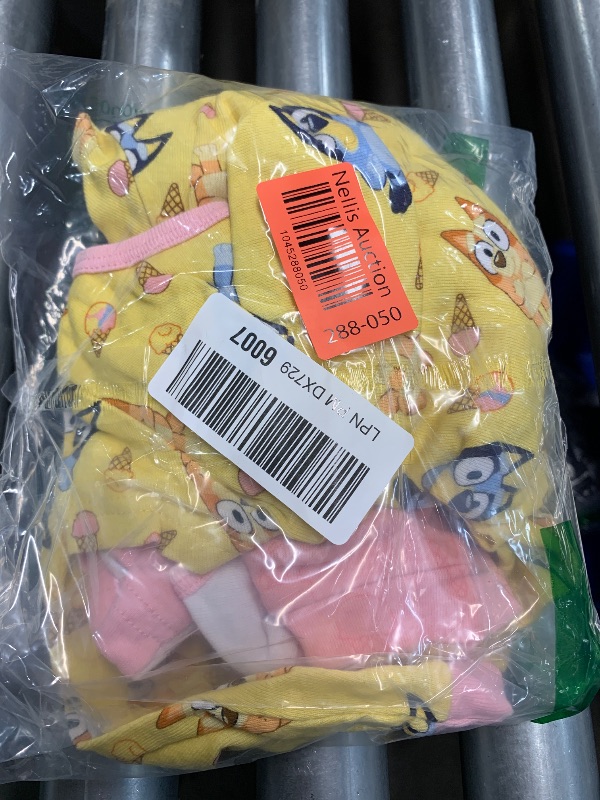 Nellis Auction
1045288050
288-050
LPN
DX729 6007